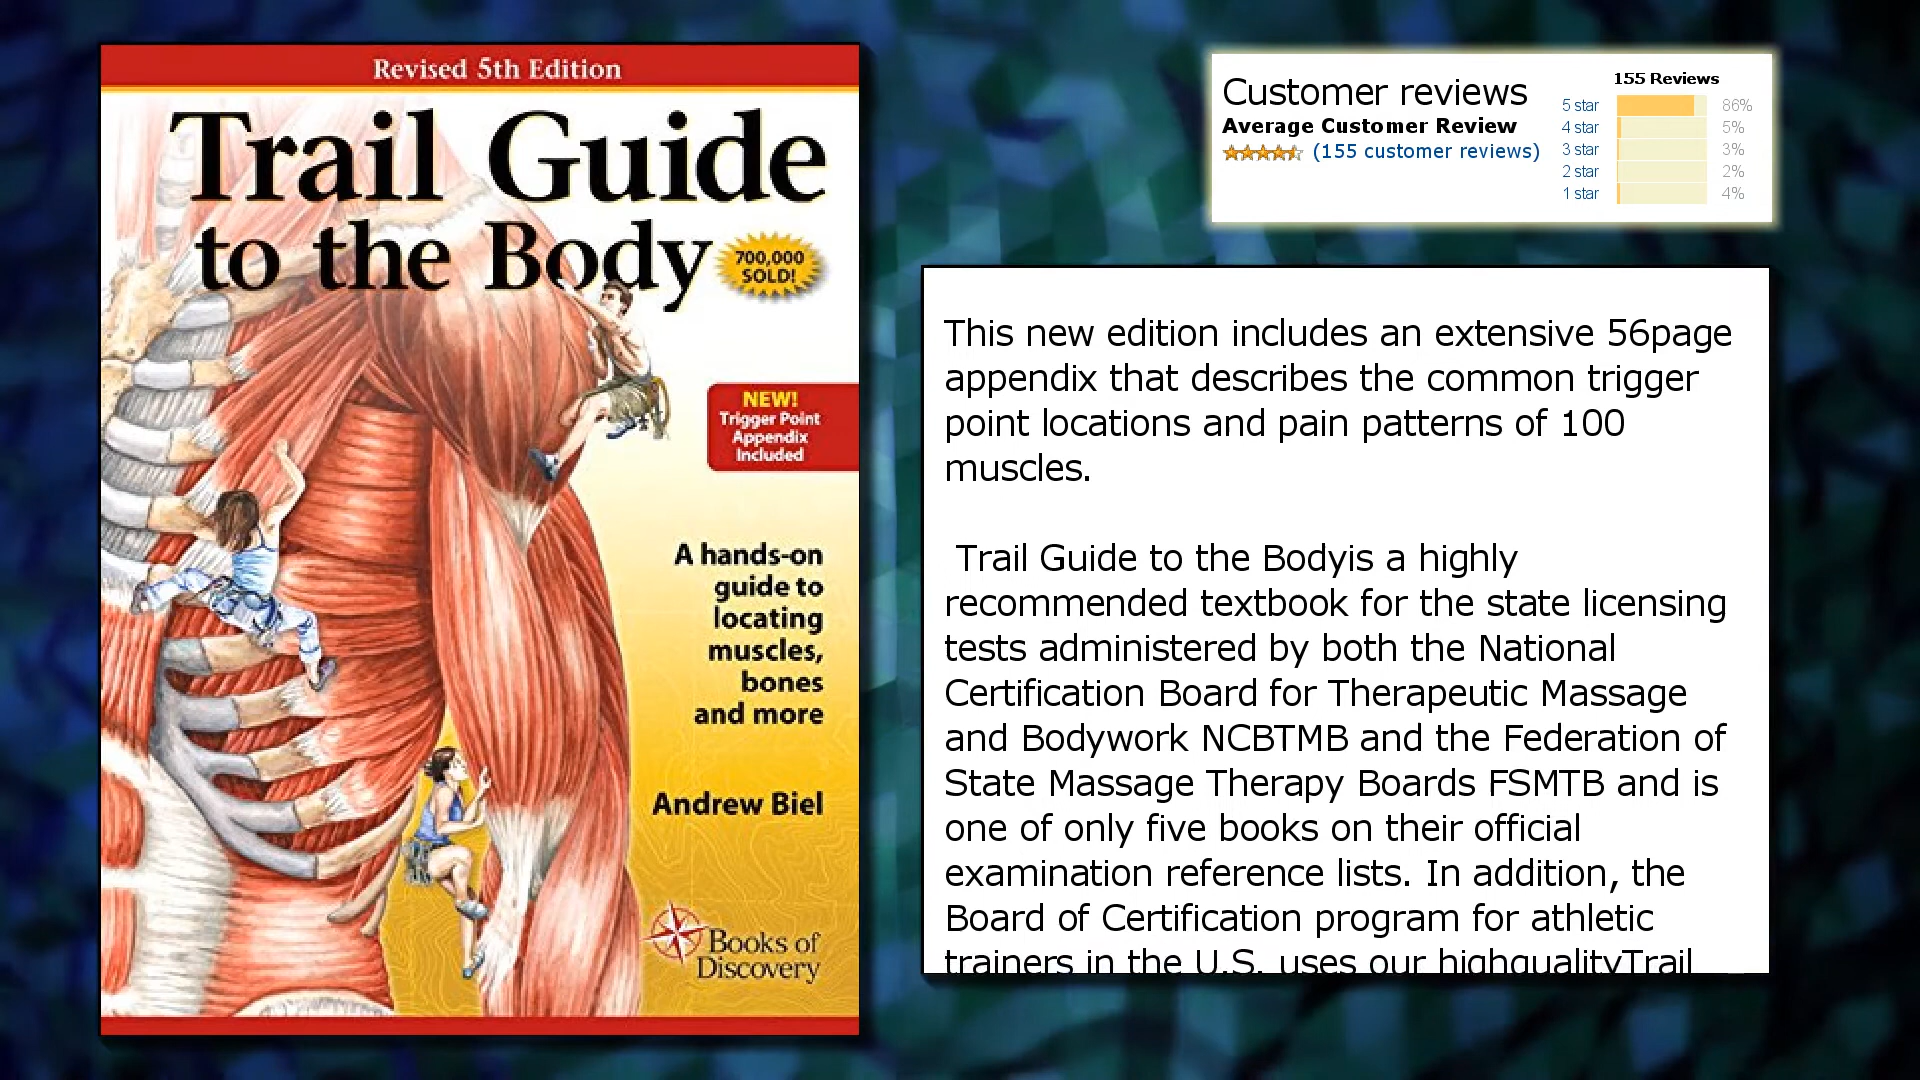 Revised 5th Edition
Trail Guide
to the Body
700,000
SOLD!
NEW!
Trigger Point
Appendix
Included
A hands-on
guide to
locating
muscles,
bones
and more
Andrew Biel
Books of
Discovery
Customer reviews
Average Customer Review
(155 customer reviews)
155 Reviews
5 star 86%
4 star 5%
3 star 3%
2 star 2%
1 star 4%
This new edition includes an extensive 56page
appendix that describes the common trigger
point locations and pain patterns of 100
muscles.
Trail Guide to the Bodyis a highly
recommended textbook for the state licensing
tests administered by both the National
Certification Board for Therapeutic Massage
and Bodywork NCBTMB and the Federation of
State Massage Therapy Boards FSMTB and is
one of only five books on their official
examination reference lists. In addition, the
Board of Certification program for athletic
trainers in the U.S. uses our highqualityTrail